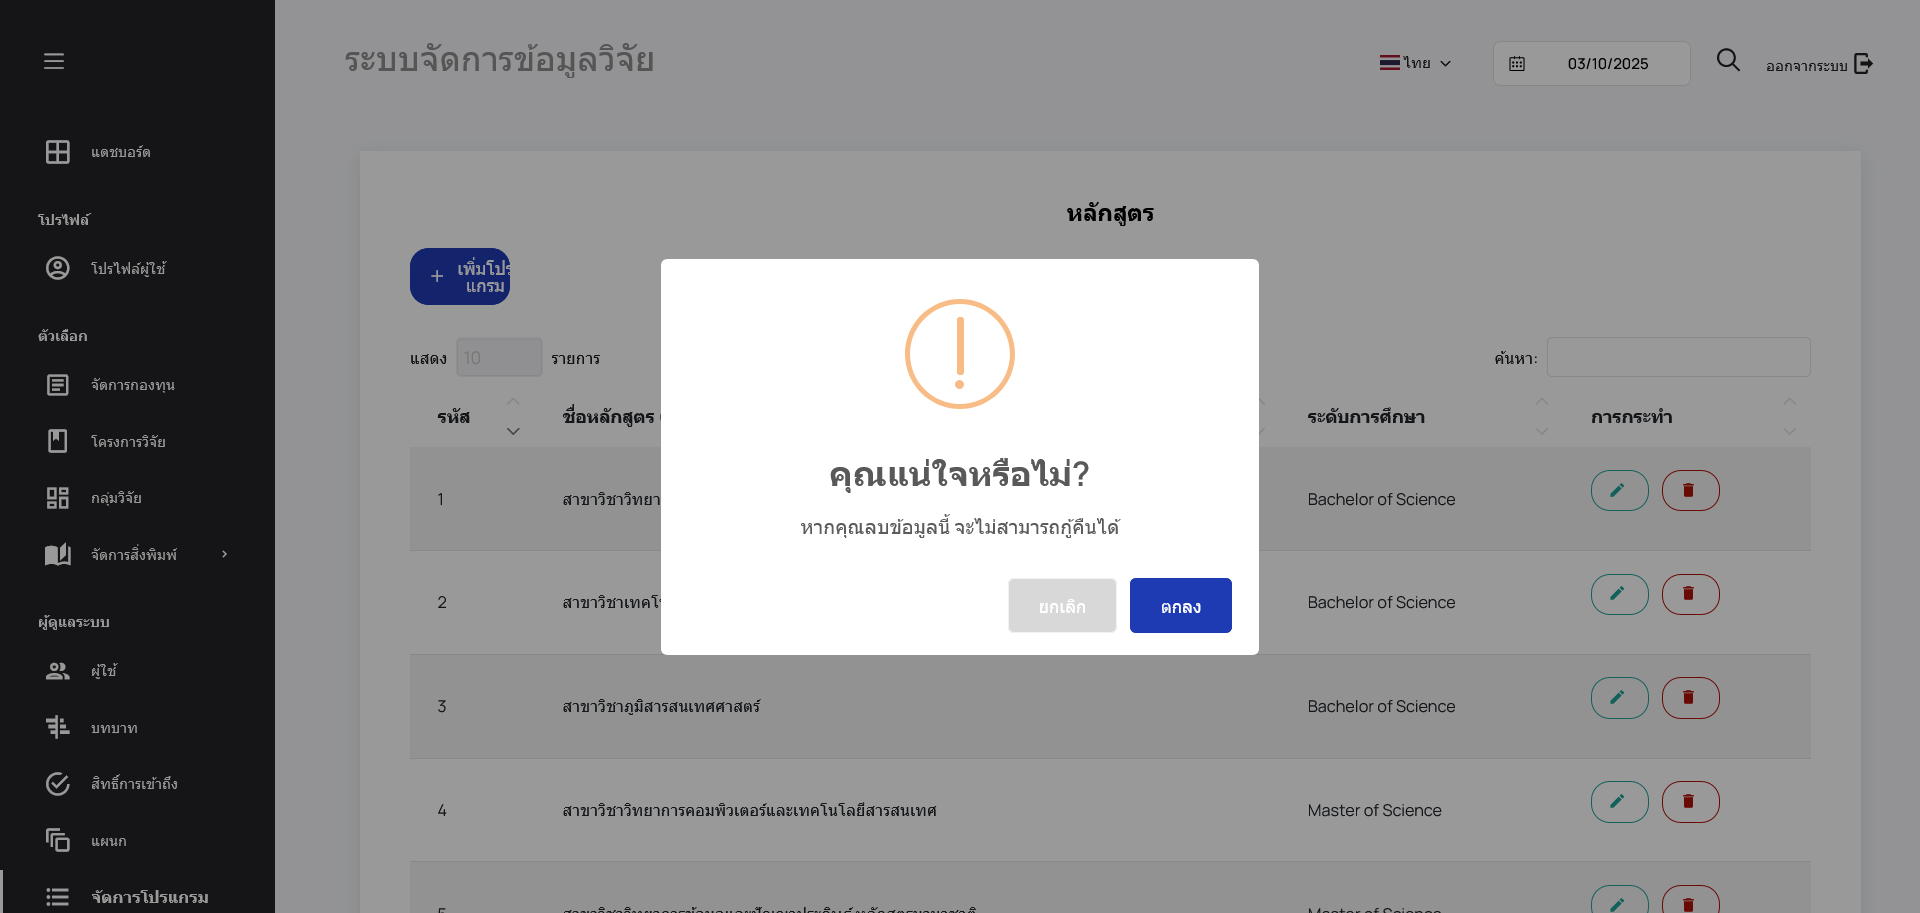 ระบบจัดการข้อมูลวิจัย
ไทย
03/10/2025
ออกจากระบบ
แดชบอร์ด
โปรไฟล์
โปรไฟล์ผู้ใช้
ตัวเลือก
จัดการกองทุน
โครงการวิจัย
กลุ่มวิจัย
จัดการสิ่งพิมพ์
ผู้ดูแลระบบ
ผู้ใช้
บทบาท
สิทธิ์การเข้าถึง
แผนก
จัดการโปรแกรม
หลักสูตร
เพิ่มโปร
แกรม
แสดง 10 รายการ
ค้นหา:
รหัส ชื่อหลักสูตร ระดับการศึกษา การกระทำ
1 สาขาวิชาวิทยา Bachelor of Science
2 สาขาวิชาเทคโ Bachelor of Science
3 สาขาวิชาภูมิสารสนเทศศาสตร์ Bachelor of Science
4 สาขาวิชาวิทยาการคอมพิวเตอร์และเทคโนโลยีสารสนเทศ Master of Science
คุณแน่ใจหรือไม่?
หากคุณลบข้อมูลนี้ จะไม่สามารถกู้คืนได้
ยกเลิก
ตกลง